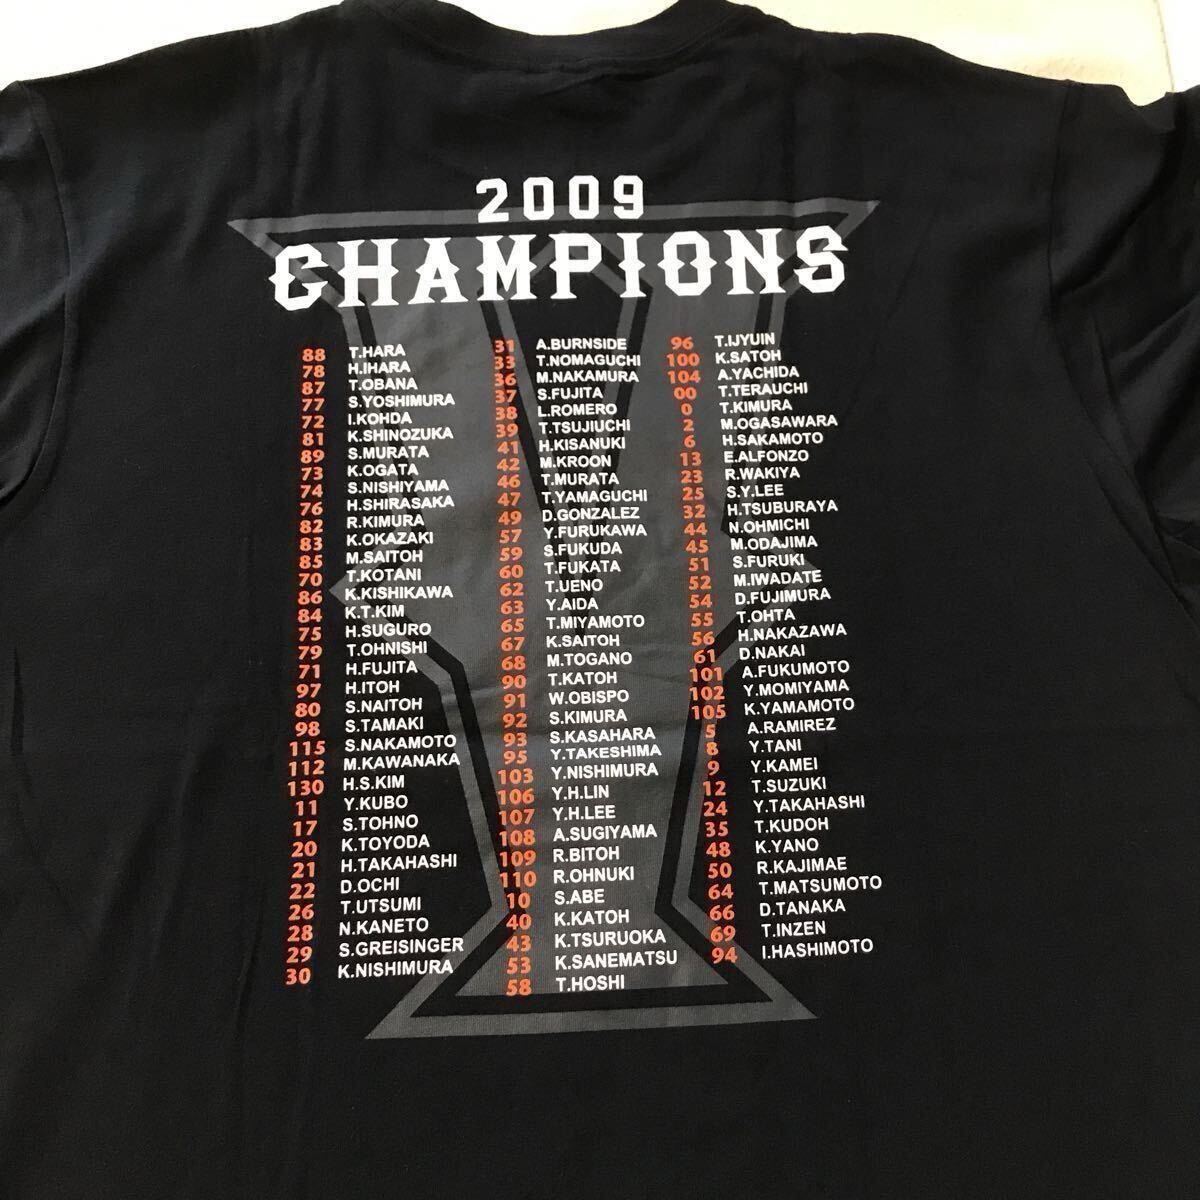 2009
CHAMPIONS
88 T.HARA
78 H.IHARA
87 T.OBANA
77 S.YOSHIMURA
72 I.KOHDA
81 K.SHINOZUKA
89 S.MURATA
73 K.OGATA
74 S.NISHIYAMA
76 H.SHIRASAKA
82 R.KIMURA
83 K.OKAZAKI
85 M.SAITOH
70 T.KOTANI
86 K.KISHIKAWA
84 K.T.KIM
75 H.SUGURO
79 T.OHNISHI
71 H.FUJITA
97 H.ITOH
80 S.NAITOH
98 S.TAMAKI
115 S.NAKAMOTO
112 M.KAWANAKA
130 H.S.KIM
11 Y.KUBO
17 S.TOHNO
20 K.TOYODA
21 H.TAKAHASHI
22 D.OCHI
26 T.UTSUMI
28 N.KANETO
29 S.GREISINGER
30 K.NISHIMURA
31 A.BURNSIDE
33 T.NOMAGUCHI
36 M.NAKAMURA
37 S.FUJITA
38 L.ROMERO
39 T.TSUJIUCHI
41 H.KISANUKI
42 M.KROON
46 T.MURATA
47 T.YAMAGUCHI
49 D.GONZALEZ
57 Y.FURUKAWA
59 S.FUKUDA
60 T.FUKATA
62 T.UENO
63 Y.AIDA
65 T.MIYAMOTO
67 K.SAITOH
68 M.TOGANO
90 T.KATOH
91 W.OBISPO
92 S.KIMURA
93 S.KASAHARA
95 Y.TAKESHIMA
103 Y.NISHIMURA
106 Y.H.LIN
107 Y.H.LEE
108 A.SUGIYAMA
109 R.BITOH
110 R.OHNUKI
10 S.ABE
40 K.KATOH
43 K.TSURUOKA
53 K.SANEMATSU
58 T.HOSHI
96 T.IJYUIN
100 K.SATOH
104 A.YACHIDA
00 T.TERAUCHI
0 T.KIMURA
2 M.OGASAWARA
6 H.SAKAMOTO
13 E.ALFONZO
23 R.WAKIYA
25 S.Y.LEE
32 H.TSUBURAYA
44 N.OHMICHI
45 M.ODAJIMA
51 S.FURUKI
52 M.IWADATE
54 D.FUJIMURA
55 T.OHTA
56 H.NAKAZAWA
61 D.NAKAI
101 A.FUKUMOTO
102 Y.MOMIYAMA
105 K.YAMAMOTO
5 A.RAMIREZ
8 Y.TANI
9 Y.KAMEI
12 T.SUZUKI
24 Y.TAKAHASHI
35 T.KUDOH
48 K.YANO
50 R.KAJIMAE
64 T.MATSUMOTO
66 D.TANAKA
69 T.INZEN
94 I.HASHIMOTO